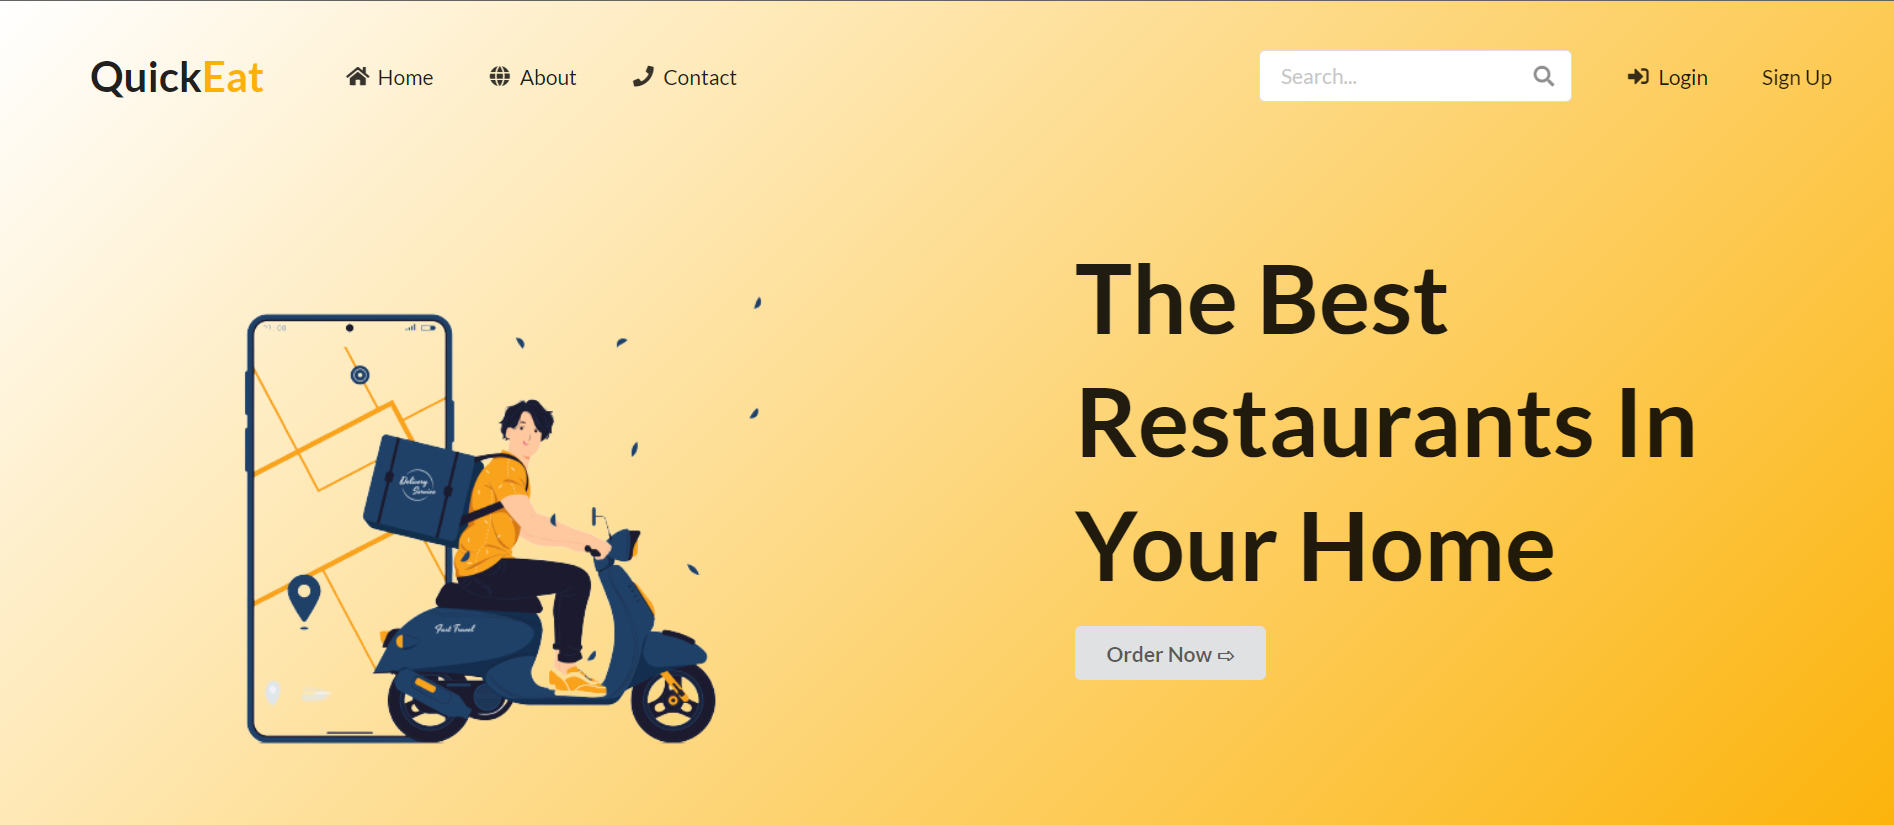 QuickEat
Home
About
Contact
Search...
Login
Sign Up
The Best
Restaurants In
Your Home
Order Now ⇨
Delivery
Service
Fast Travel